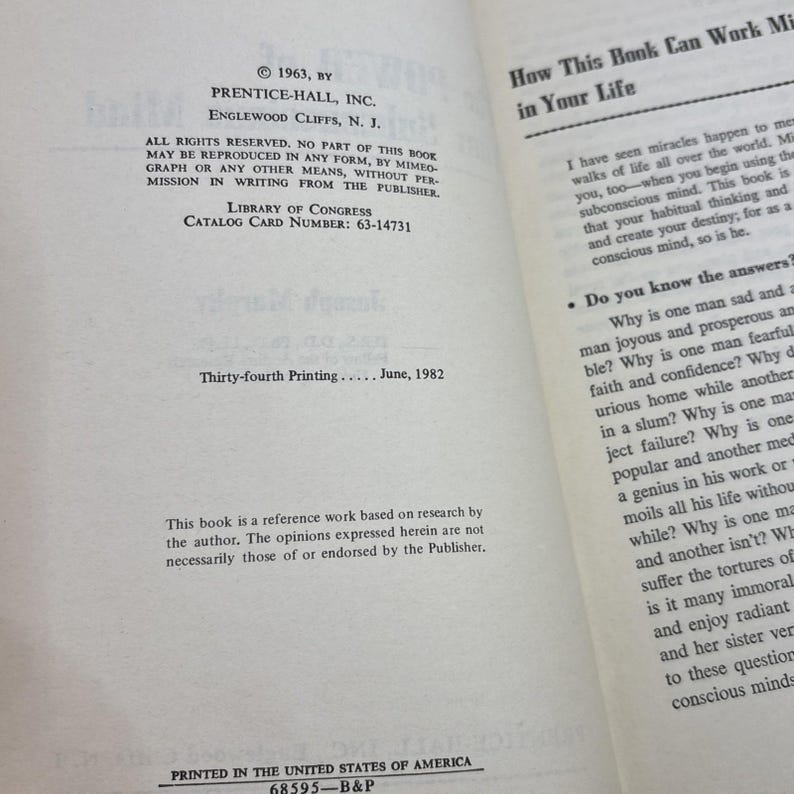 © 1963, BY
PRENTICE-HALL, INC.
ENGLEWOOD CLIFFS, N. J.
ALL RIGHTS RESERVED. NO PART OF THIS BOOK
MAY BE REPRODUCED IN ANY FORM, BY MIMEO-
GRAPH OR ANY OTHER MEANS, WITHOUT PER-
MISSION IN WRITING FROM THE PUBLISHER.
LIBRARY OF CONGRESS
CATALOG CARD NUMBER: 63-14731
Thirty-fourth Printing ..... June, 1982
This book is a reference work based on research by
the author. The opinions expressed herein are not
necessarily those of or endorsed by the Publisher.
PRINTED IN THE UNITED STATES OF AMERICA
68595—B&P
How This Book Can Work Mi
in Your Life
I have seen miracles happen to me
walks of life all over the world. Mi
you, too—when you begin using the
subconscious mind. This book is
that your habitual thinking and
and create your destiny; for as a
conscious mind, so is he.
• Do you know the answers?
Why is one man sad and a
man joyous and prosperous an
ble? Why is one man fearful
faith and confidence? Why d
urious home while another
in a slum? Why is one ma
ject failure? Why is one
popular and another med
a genius in his work or
moils all his life withou
while? Why is one ma
and another isn't? Wh
suffer the tortures of
is it many immoral
and enjoy radiant
and her sister ver
to these question
conscious minds